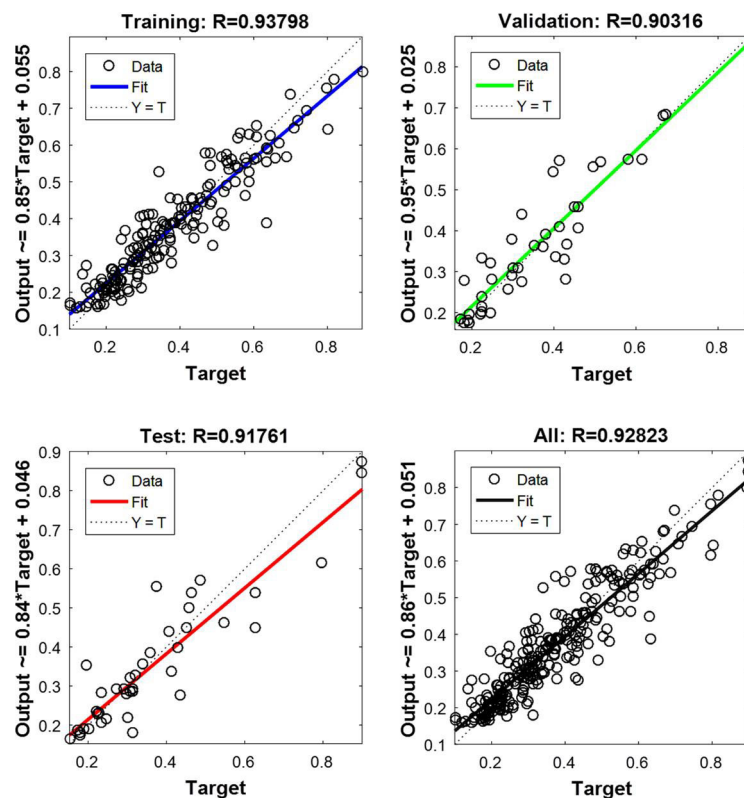 Training: R=0.93798
Output ~= 0.85*Target + 0.055
Data
Fit
Y = T
0.8
0.7
0.6
0.5
0.4
0.3
0.2
0.1
0.2 0.4 0.6 0.8
Target
Validation: R=0.90316
Output ~= 0.95*Target + 0.025
Data
Fit
Y = T
0.8
0.7
0.6
0.5
0.4
0.3
0.2
0.2 0.4 0.6 0.8
Target
Test: R=0.91761
Output ~= 0.84*Target + 0.046
Data
Fit
Y = T
0.9
0.8
0.7
0.6
0.5
0.4
0.3
0.2
0.2 0.4 0.6 0.8
Target
All: R=0.92823
Output ~= 0.86*Target + 0.051
Data
Fit
Y = T
0.8
0.7
0.6
0.5
0.4
0.3
0.2
0.1
0.2 0.4 0.6 0.8
Target